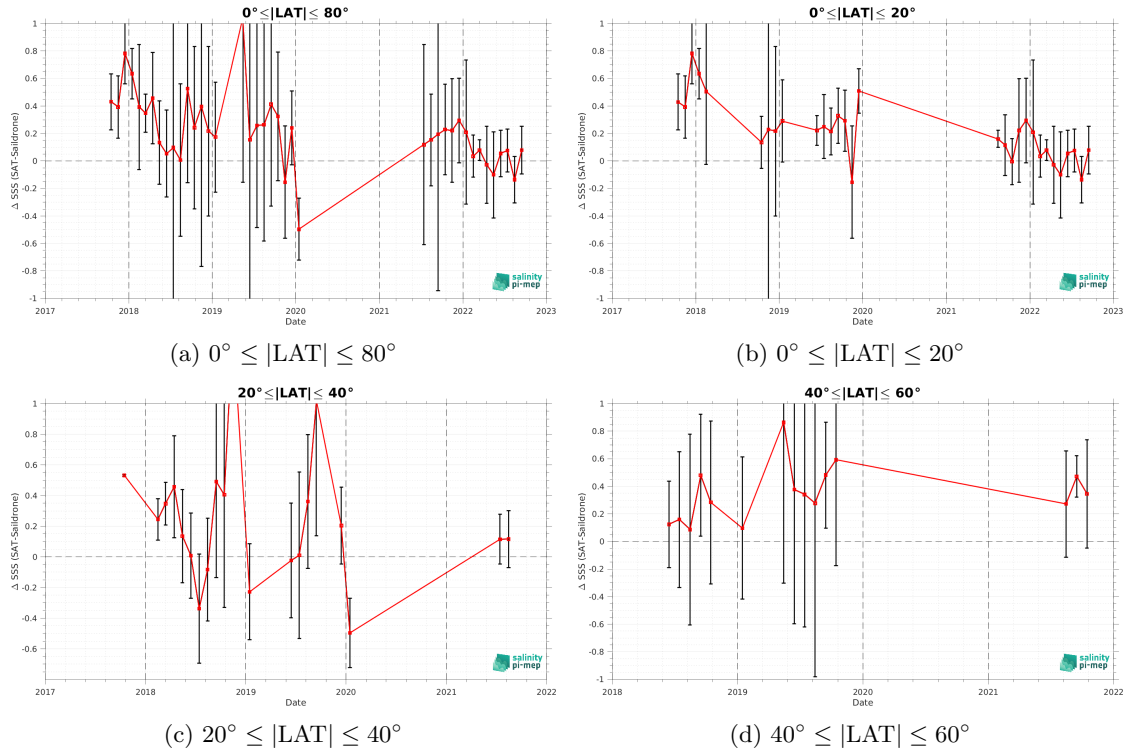 0°≤|LAT|≤ 80°
Δ SSS (SAT-Saildrone)
1
0.8
0.6
0.4
0.2
0
-0.2
-0.4
-0.6
-0.8
-1
2017 2018 2019 2020 2021 2022 2023
Date
salinity
pi-mep
(a) 0° ≤ |LAT| ≤ 80°
0°≤|LAT|≤ 20°
Δ SSS (SAT-Saildrone)
1
0.8
0.6
0.4
0.2
0
-0.2
-0.4
-0.6
-0.8
-1
2017 2018 2019 2020 2021 2022 2023
Date
salinity
pi-mep
(b) 0° ≤ |LAT| ≤ 20°
20°≤|LAT|≤ 40°
Δ SSS (SAT-Saildrone)
1
0.8
0.6
0.4
0.2
0
-0.2
-0.4
-0.6
2017 2018 2019 2020 2021 2022
Date
salinity
pi-mep
(c) 20° ≤ |LAT| ≤ 40°
40°≤|LAT|≤ 60°
Δ SSS (SAT-Saildrone)
1
0.8
0.6
0.4
0.2
0
-0.2
-0.4
-0.6
-0.8
-1
2018 2019 2020 2021 2022
Date
salinity
pi-mep
(d) 40° ≤ |LAT| ≤ 60°